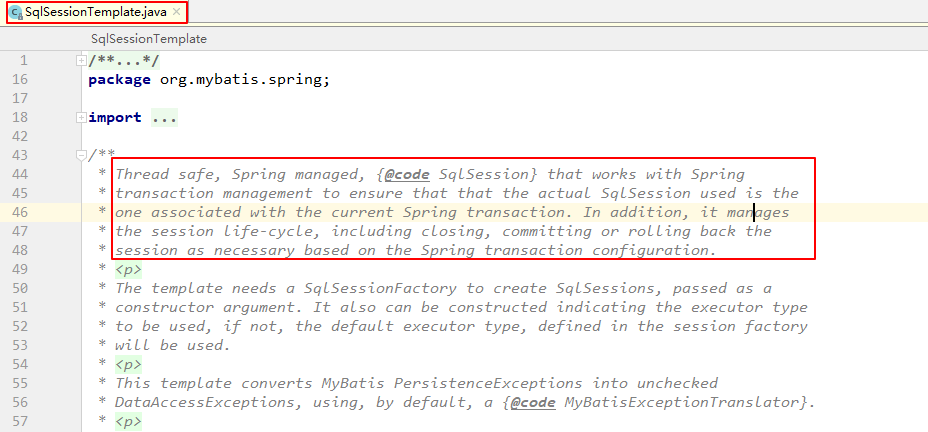 SqlSessionTemplate.java
SqlSessionTemplate
1 /**...*/
16 package org.mybatis.spring;
17
18 import ...
42
43 /**
44 * Thread safe, Spring managed, {@code SqlSession} that works with Spring
45 * transaction management to ensure that that the actual SqlSession used is the
46 * one associated with the current Spring transaction. In addition, it manages
47 * the session life-cycle, including closing, committing or rolling back the
48 * session as necessary based on the Spring transaction configuration.
49 * <p>
50 * The template needs a SqlSessionFactory to create SqlSessions, passed as a
51 * constructor argument. It also can be constructed indicating the executor type
52 * to be used, if not, the default executor type, defined in the session factory
53 * will be used.
54 * <p>
55 * This template converts MyBatis PersistenceExceptions into unchecked
56 * DataAccessExceptions, using, by default, a {@code MyBatisExceptionTranslator}.
57 * <p>